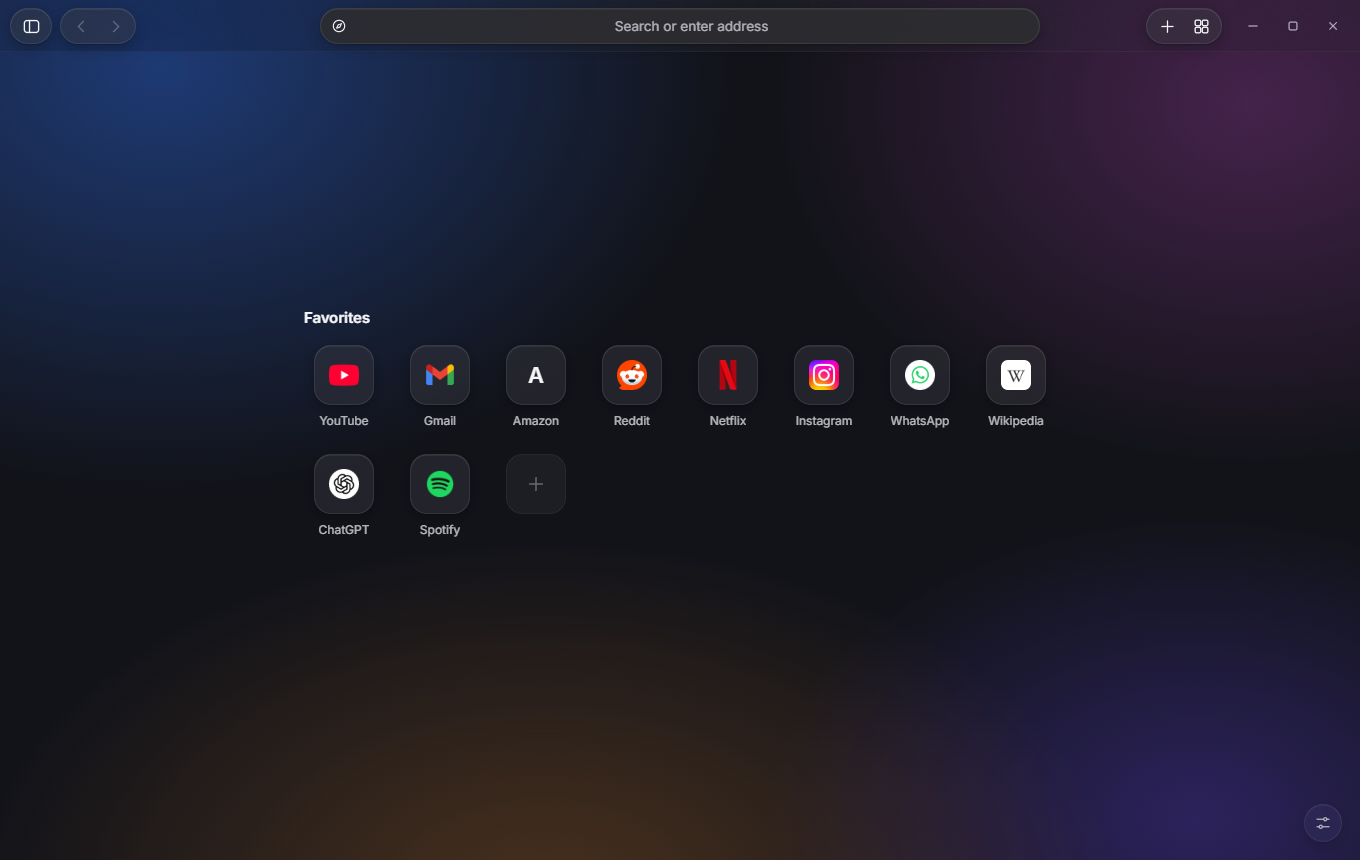 Search or enter address
Favorites
A
W
YouTube
Gmail
Amazon
Reddit
Netflix
Instagram
WhatsApp
Wikipedia
ChatGPT
Spotify